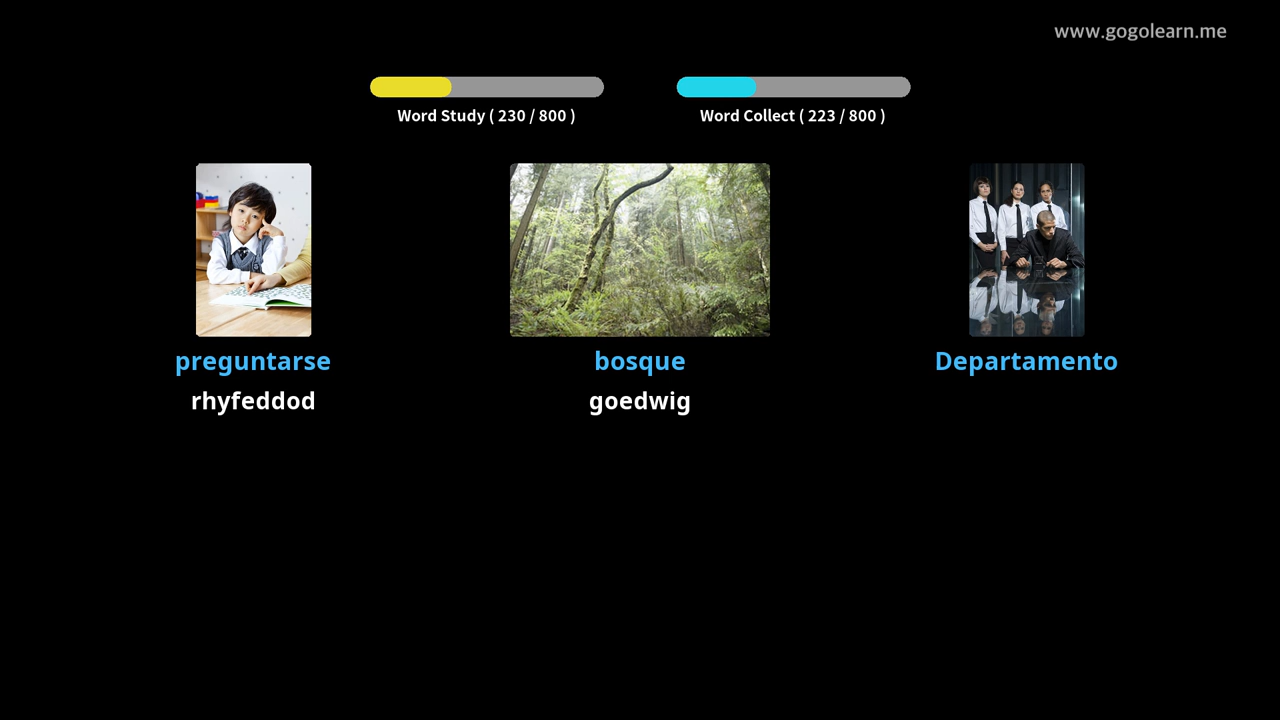 www.gogolearn.me
Word Study ( 230 / 800 )
Word Collect ( 223 / 800 )
preguntarse
rhyfeddod
bosque
goedwig
Departamento